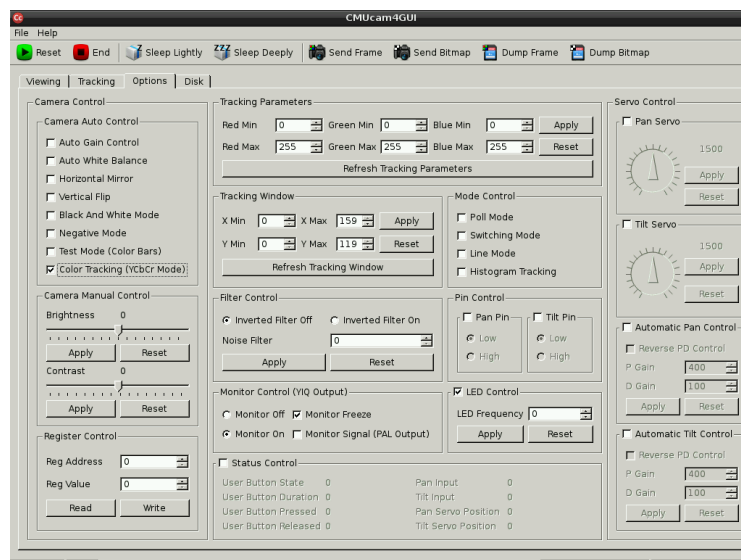 Cc CMUcam4GUI
File Help
Reset End Sleep Lightly Sleep Deeply Send Frame Send Bitmap Dump Frame Dump Bitmap
Viewing Tracking Options Disk
Camera Control
Camera Auto Control
Auto Gain Control
Auto White Balance
Horizontal Mirror
Vertical Flip
Black And White Mode
Negative Mode
Test Mode (Color Bars)
Color Tracking (YCbCr Mode)
Camera Manual Control
Brightness 0
Apply Reset
Contrast 0
Apply Reset
Register Control
Reg Address 0
Reg Value 0
Read Write
Tracking Parameters
Red Min 0 Green Min 0 Blue Min 0 Apply
Red Max 255 Green Max 255 Blue Max 255 Reset
Refresh Tracking Parameters
Tracking Window
X Min 0 X Max 159 Apply
Y Min 0 Y Max 119 Reset
Refresh Tracking Window
Mode Control
Poll Mode
Switching Mode
Line Mode
Histogram Tracking
Filter Control
Inverted Filter Off Inverted Filter On
Noise Filter 0
Apply Reset
Pin Control
Pan Pin Tilt Pin
Low Low
High High
Monitor Control (YIQ Output)
Monitor Off Monitor Freeze
Monitor On Monitor Signal (PAL Output)
LED Control
LED Frequency 0
Apply Reset
Status Control
User Button State 0 Pan Input 0
User Button Duration 0 Tilt Input 0
User Button Pressed 0 Pan Servo Position 0
User Button Released 0 Tilt Servo Position 0
Servo Control
Pan Servo
1500
Apply
Reset
Tilt Servo
1500
Apply
Reset
Automatic Pan Control
Reverse PD Control
P Gain 400
D Gain 100
Apply Reset
Automatic Tilt Control
Reverse PD Control
P Gain 400
D Gain 100
Apply Reset